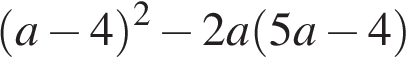 (a − 4)² − 2a(5a − 4)